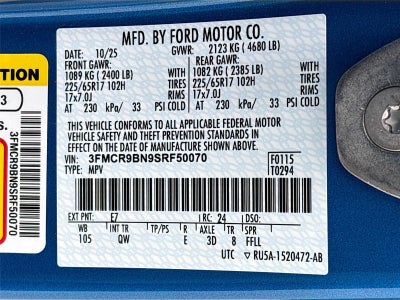 MFD. BY FORD MOTOR CO.
DATE: 10/25 GVWR: 2123 KG ( 4680 LB)
FRONT GAWR: REAR GAWR:
1089 KG ( 2400 LB) WITH 1082 KG ( 2385 LB) WITH
225/65R17 102H TIRES 225/65R17 102H TIRES
17x7.0J RIMS 17x7.0J RIMS
AT 230 kPa/ 33 PSI COLD AT 230 kPa/ 33 PSI COLD
THIS VEHICLE CONFORMS TO ALL APPLICABLE FEDERAL MOTOR
VEHICLE SAFETY AND THEFT PREVENTION STANDARDS IN
EFFECT ON THE DATE OF MANUFACTURE SHOWN ABOVE.
VIN: 3FMCR9BN9SRF50070 F0115
TYPE: MPV T0294
EXT PNT: E7 RC: 24 DSO:
WB INT TR TP/PS R AXLE TR SPR
105 QW E 3D 8 FFLL
UTC RU5A-1520472-AB
TION
3
s.
3FMCR9BN9SRF50070